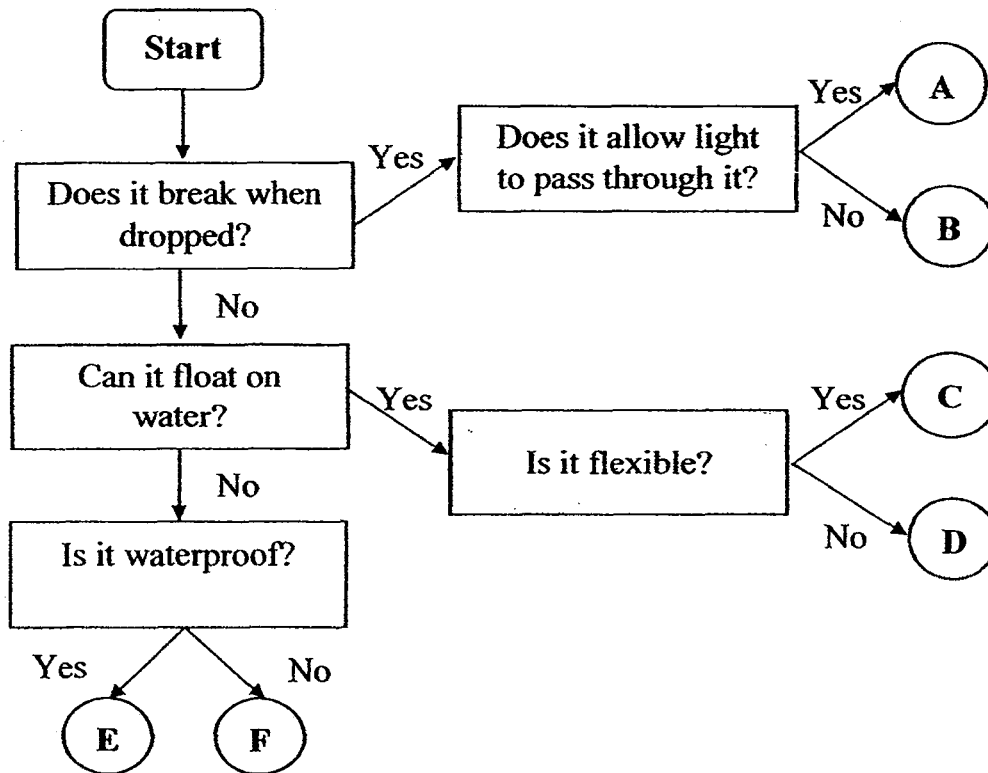 Start
Does it break when
dropped?
Yes
Does it allow light
to pass through it?
Yes
A
No
B
No
Can it float on
water?
Yes
Is it flexible?
Yes
C
No
D
No
Is it waterproof?
Yes
E
No
F